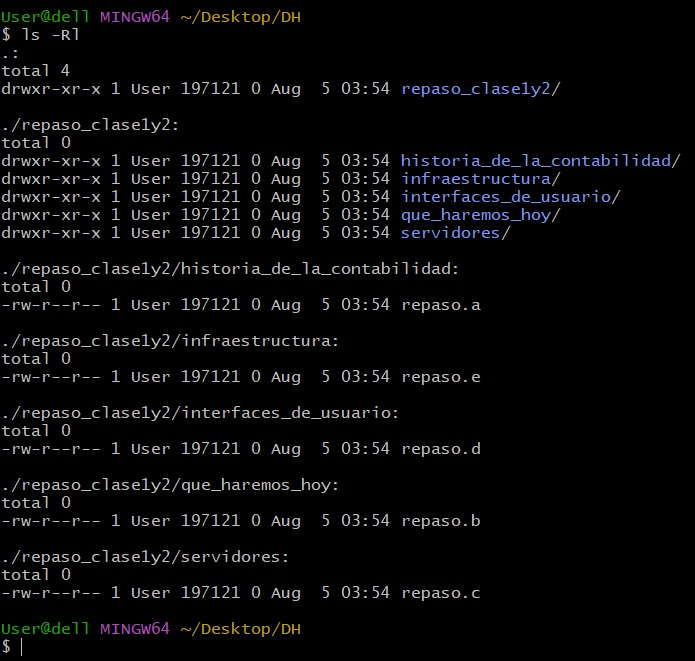 User@dell MINGW64 ~/Desktop/DH
$ ls -Rl
.:
total 4
drwxr-xr-x 1 User 197121 0 Aug  5 03:54 repaso_clase1y2/

./repaso_clase1y2:
total 0
drwxr-xr-x 1 User 197121 0 Aug  5 03:54 historia_de_la_contabilidad/
drwxr-xr-x 1 User 197121 0 Aug  5 03:54 infraestructura/
drwxr-xr-x 1 User 197121 0 Aug  5 03:54 interfaces_de_usuario/
drwxr-xr-x 1 User 197121 0 Aug  5 03:54 que_haremos_hoy/
drwxr-xr-x 1 User 197121 0 Aug  5 03:54 servidores/

./repaso_clase1y2/historia_de_la_contabilidad:
total 0
-rw-r--r-- 1 User 197121 0 Aug  5 03:54 repaso.a

./repaso_clase1y2/infraestructura:
total 0
-rw-r--r-- 1 User 197121 0 Aug  5 03:54 repaso.e

./repaso_clase1y2/interfaces_de_usuario:
total 0
-rw-r--r-- 1 User 197121 0 Aug  5 03:54 repaso.d

./repaso_clase1y2/que_haremos_hoy:
total 0
-rw-r--r-- 1 User 197121 0 Aug  5 03:54 repaso.b

./repaso_clase1y2/servidores:
total 0
-rw-r--r-- 1 User 197121 0 Aug  5 03:54 repaso.c

User@dell MINGW64 ~/Desktop/DH
$